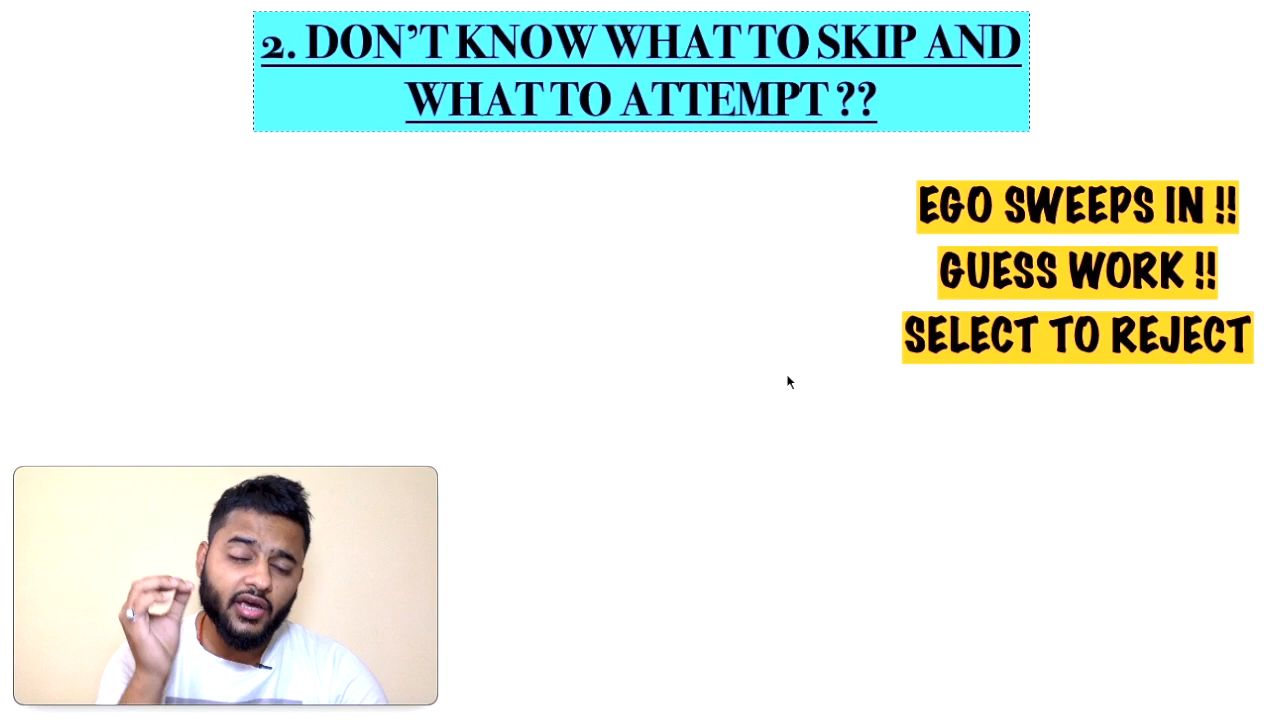 2. DON’T KNOW WHAT TO SKIP AND
WHAT TO ATTEMPT ??
EGO SWEEPS IN !!
GUESS WORK !!
SELECT TO REJECT